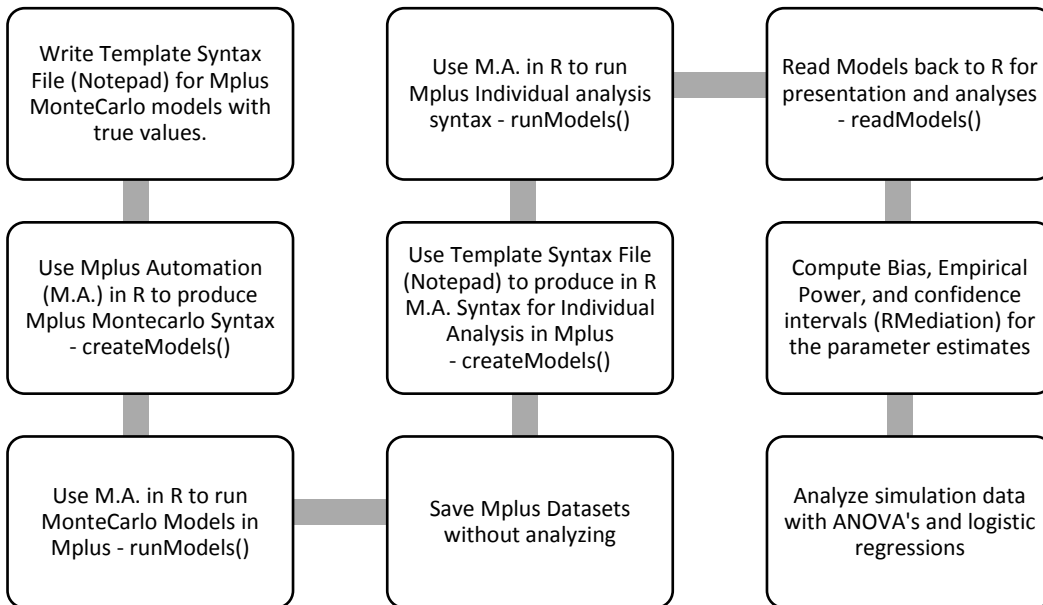 Write Template Syntax
File (Notepad) for Mplus
MonteCarlo models with
true values.
Use Mplus Automation
(M.A.) in R to produce
Mplus Montecarlo Syntax
- createModels()
Use M.A. in R to run
MonteCarlo Models in
Mplus - runModels()
Save Mplus Datasets
without analyzing
Use Template Syntax File
(Notepad) to produce in R
M.A. Syntax for Individual
Analysis in Mplus
- createModels()
Use M.A. in R to run
Mplus Individual analysis
syntax - runModels()
Read Models back to R for
presentation and analyses
- readModels()
Compute Bias, Empirical
Power, and confidence
intervals (RMediation) for
the parameter estimates
Analyze simulation data
with ANOVA's and logistic
regressions